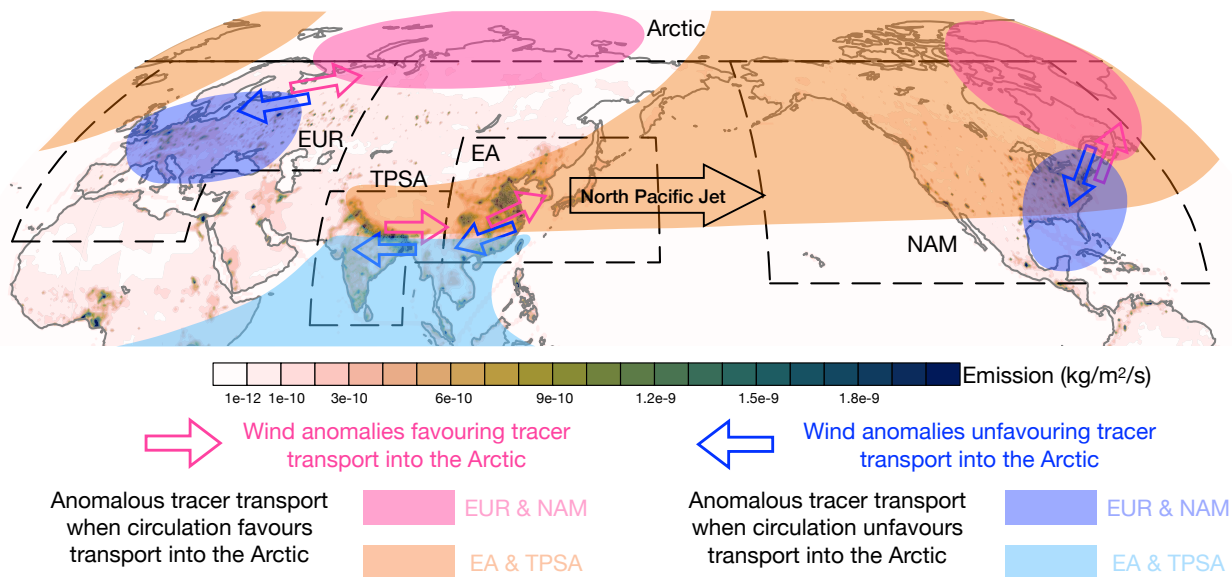 Arctic
EUR
EA
TPSA
North Pacific Jet
NAM
Emission (kg/m²/s)
1e-12 1e-10 3e-10 6e-10 9e-10 1.2e-9 1.5e-9 1.8e-9
Wind anomalies favouring tracer
transport into the Arctic
Wind anomalies unfavouring tracer
transport into the Arctic
Anomalous tracer transport
when circulation favours
transport into the Arctic
EUR & NAM
EA & TPSA
Anomalous tracer transport
when circulation unfavours
transport into the Arctic
EUR & NAM
EA & TPSA